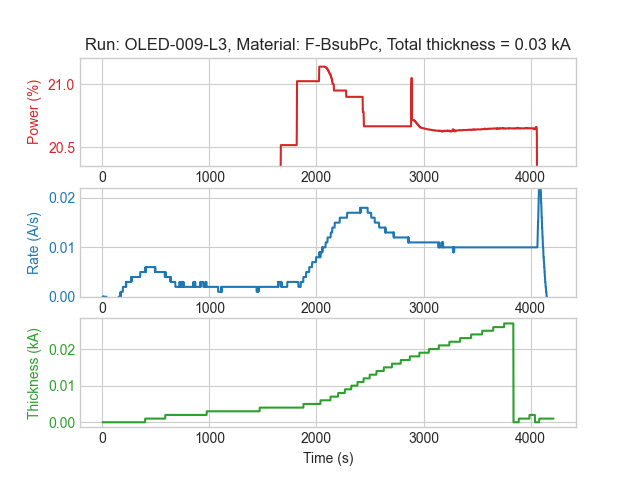 Run: OLED-009-L3, Material: F-BsubPc, Total thickness = 0.03 kA
Power (%)
21.0
20.5
0 1000 2000 3000 4000
Rate (A/s)
0.02
0.01
0.00
0 1000 2000 3000 4000
Thickness (kA)
0.02
0.01
0.00
0 1000 2000 3000 4000
Time (s)